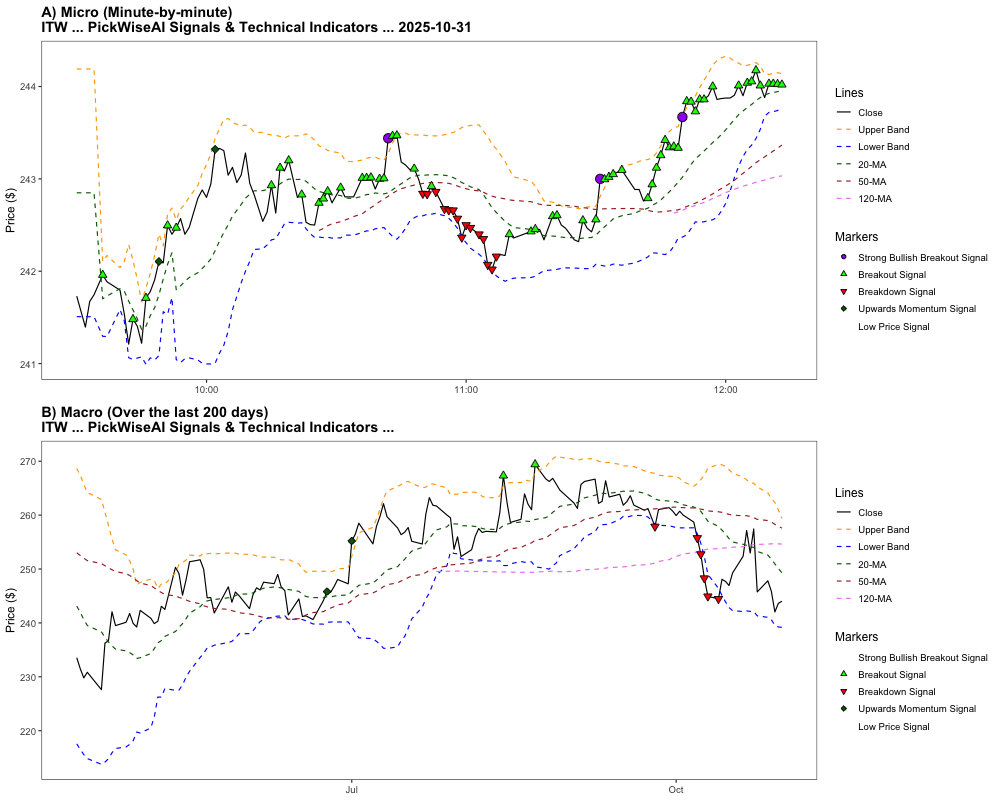 A) Micro (Minute-by-minute)
ITW ... PickWiseAI Signals & Technical Indicators ... 2025-10-31
Price ($)
244
243
242
241
10:00
11:00
12:00
Lines
Close
Upper Band
Lower Band
20-MA
50-MA
120-MA
Markers
Strong Bullish Breakout Signal
Breakout Signal
Breakdown Signal
Upwards Momentum Signal
Low Price Signal
B) Macro (Over the last 200 days)
ITW ... PickWiseAI Signals & Technical Indicators ...
Price ($)
270
260
250
240
230
220
Jul
Oct
Lines
Close
Upper Band
Lower Band
20-MA
50-MA
120-MA
Markers
Strong Bullish Breakout Signal
Breakout Signal
Breakdown Signal
Upwards Momentum Signal
Low Price Signal